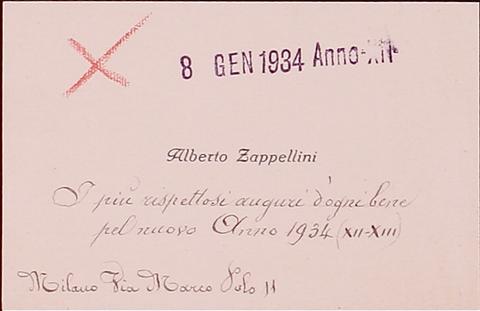 8 GEN 1934 Anno-XII
Alberto Zappellini
I più rispettosi auguri d'ogni bene
pel nuovo Anno 1934 (XII-XIII)
Milano Via Marco Polo 11